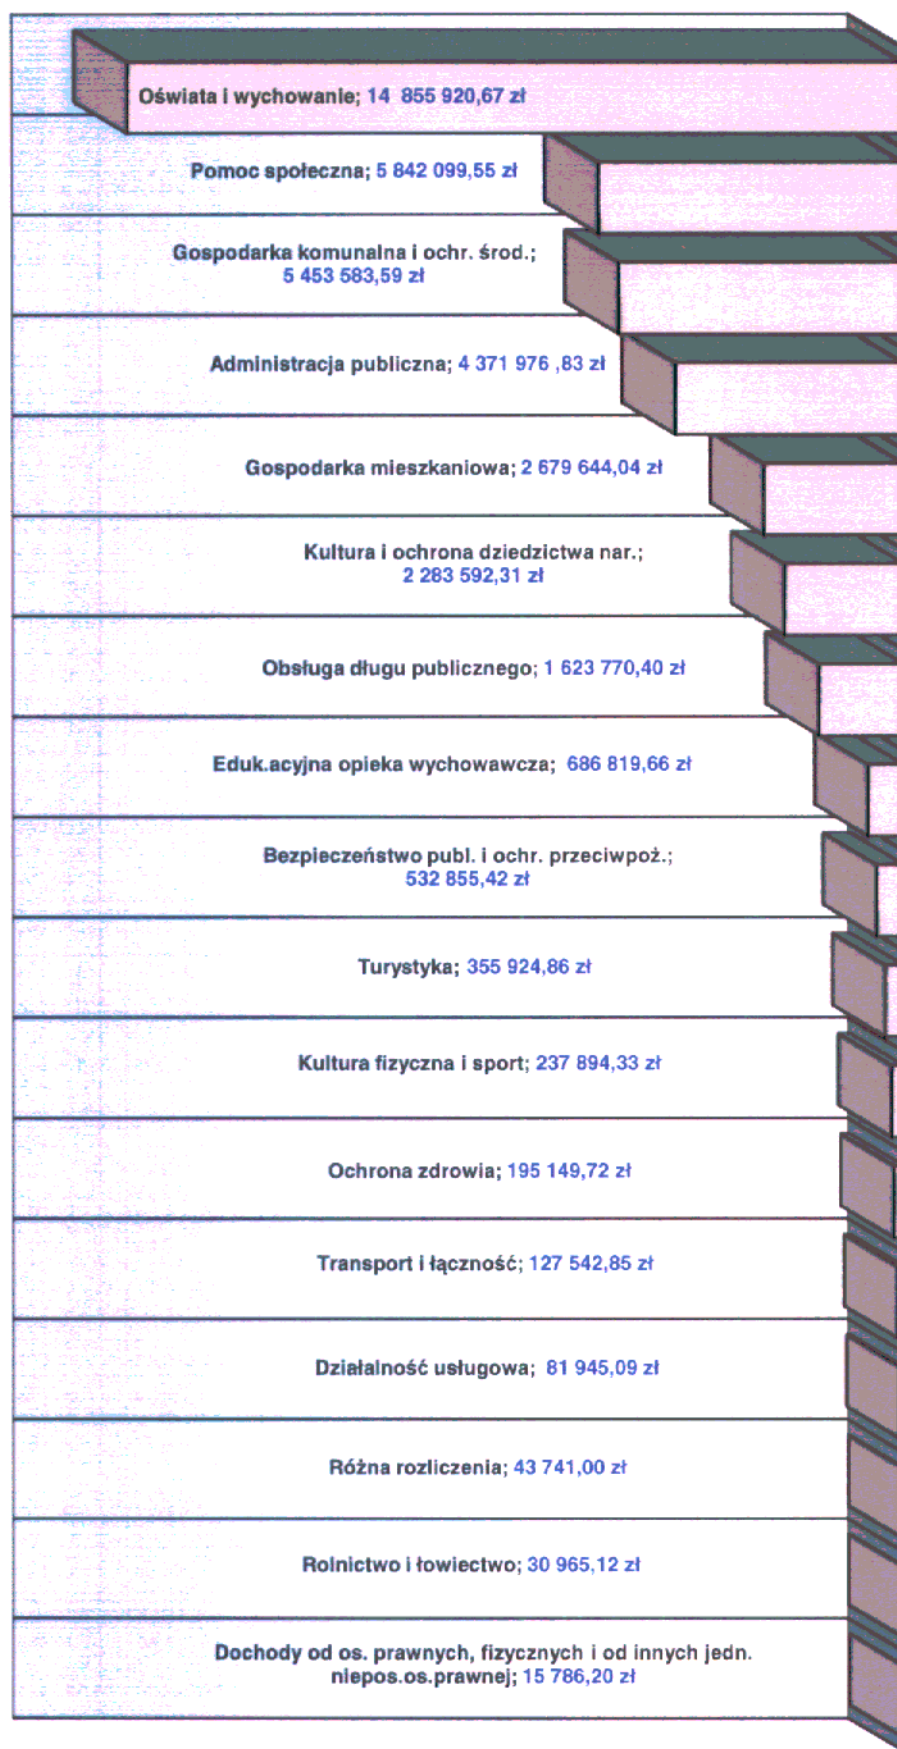 Oświata i wychowanie; 14  855 920,67 zł
Pomoc społeczna; 5 842 099,55 zł
Gospodarka komunalna i ochr. środ.;
5 453 583,59 zł
Administracja publiczna; 4 371 976 ,83 zł
Gospodarka mieszkaniowa; 2 679 644,04 zł
Kultura i ochrona dziedzictwa nar.;
2 283 592,31 zł
Obsługa długu publicznego; 1 623 770,40 zł
Eduk.acyjna opieka wychowawcza;  686 819,66 zł
Bezpieczeństwo publ. i ochr. przeciwpoż.;
532 855,42 zł
Turystyka; 355 924,86 zł
Kultura fizyczna i sport; 237 894,33 zł
Ochrona zdrowia; 195 149,72 zł
Transport i łączność; 127 542,85 zł
Działalność usługowa;  81 945,09 zł
Różna rozliczenia; 43 741,00 zł
Rolnictwo i łowiectwo; 30 965,12 zł
Dochody od os. prawnych, fizycznych i od innych jedn.
niepos.os.prawnej; 15 786,20 zł